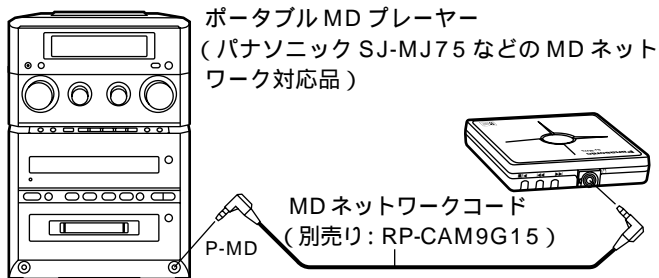 ポータブル MD プレーヤー
（パナソニック SJ-MJ75 などの MD ネット
ワーク対応品）
Panasonic
MD ネットワークコード
（別売り: RP-CAM9G15）
P-MD